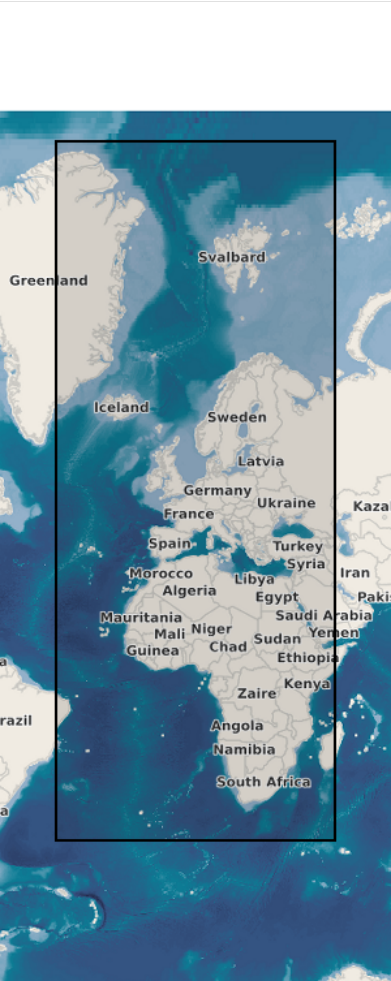 Svalbard
Greenland
Iceland
Sweden
Latvia
Germany
Ukraine
France
Kaza
Spain
Turkey
Syria
Morocco
Libya
Iran
Algeria
Egypt
Pakis
Mauritania
Saudi Arabia
Mali
Niger
Sudan
Yemen
Guinea
Chad
Ethiopia
a
Kenya
Zaire
razil
Angola
Namibia
South Africa
a